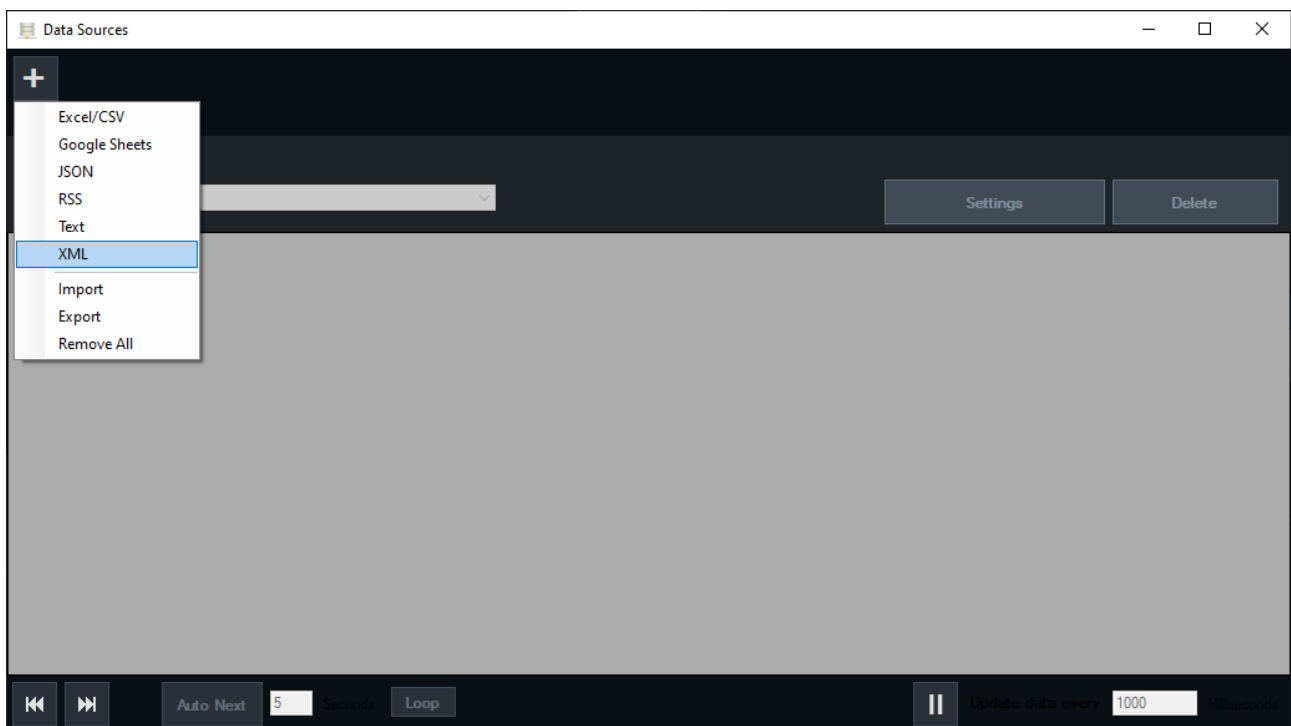 Data Sources
Excel/CSV
Google Sheets
JSON
RSS
Text
XML
Import
Export
Remove All
Settings
Delete
Auto Next
5
Seconds
Loop
Update data every
1000
Milliseconds